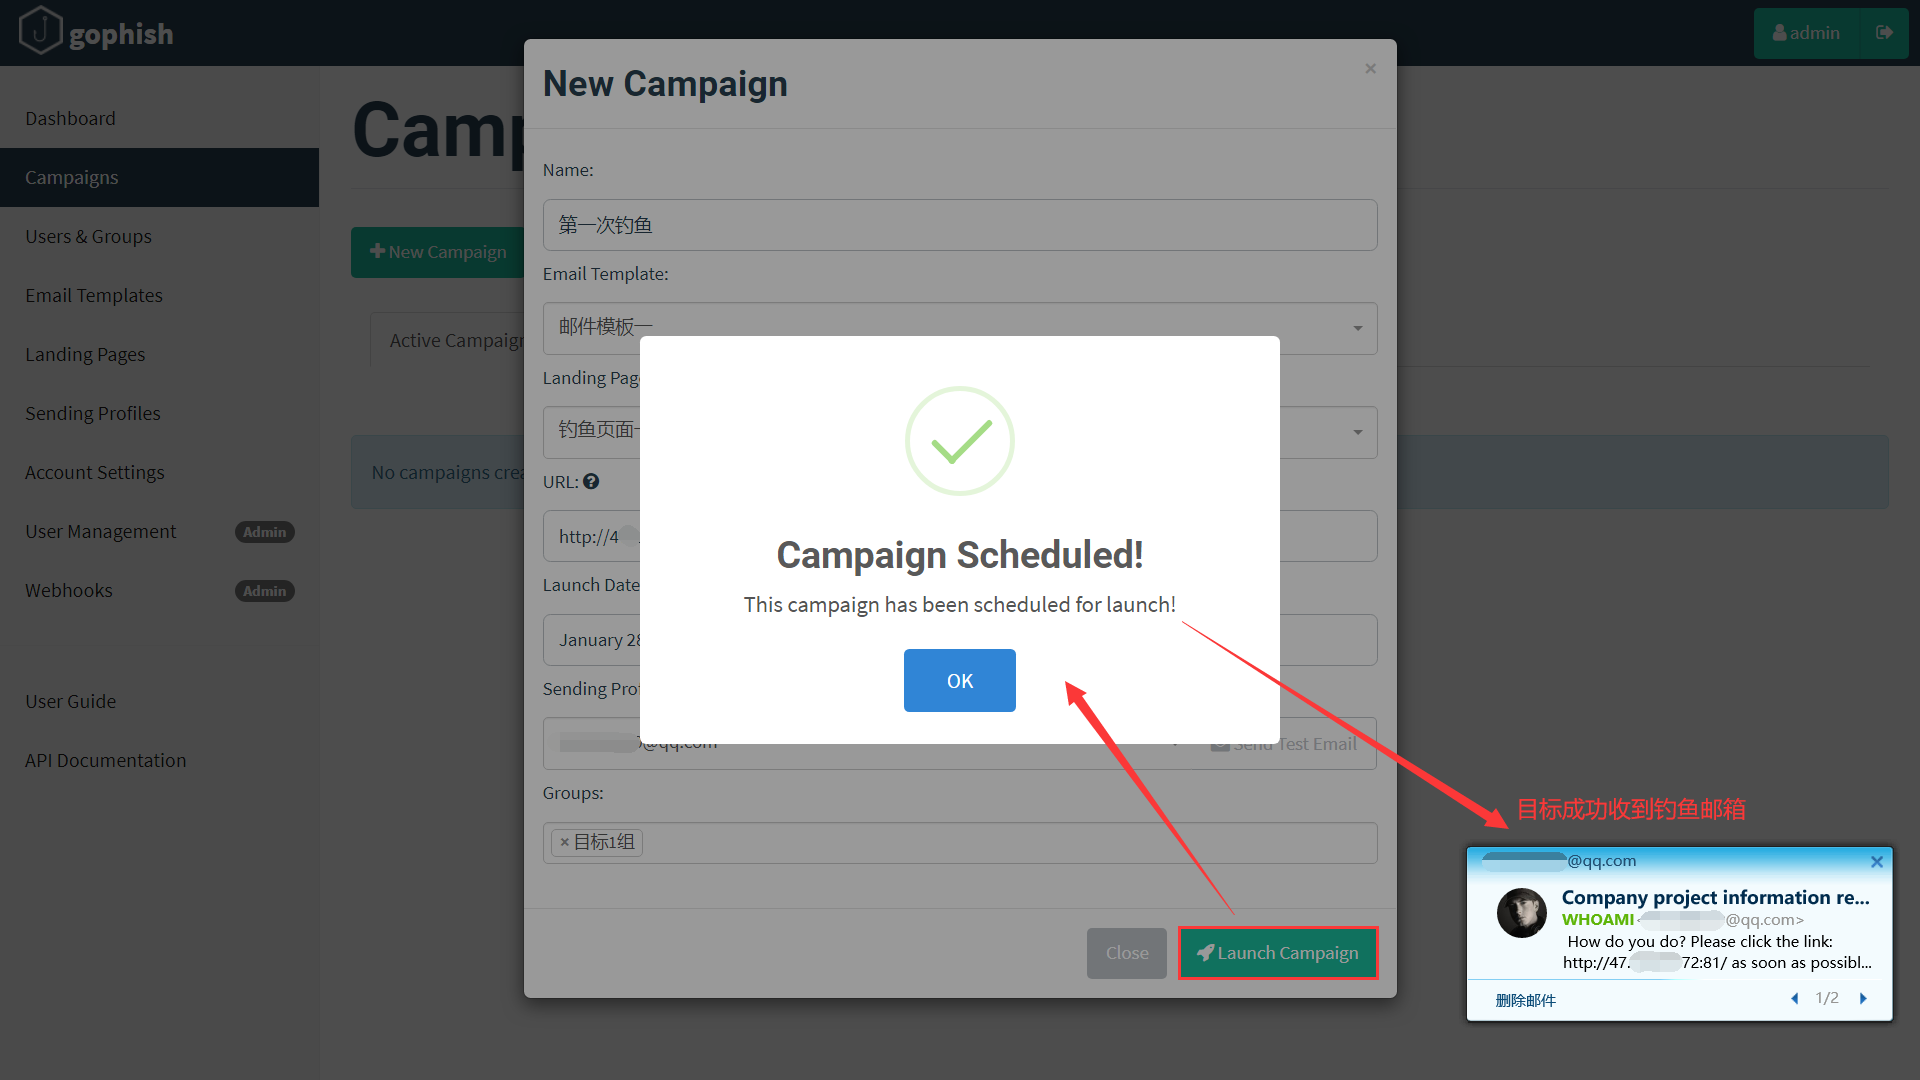 gophish
admin
Dashboard
Campaigns
Users & Groups
Email Templates
Landing Pages
Sending Profiles
Account Settings
User Management Admin
Webhooks Admin
User Guide
API Documentation
Camp
New Campaign
Active Campaign
No campaigns crea
New Campaign
×
Name:
第一次钓鱼
Email Template:
邮件模板一
Landing Page
钓鱼页面一
URL:
http://4
Launch Date
January 28
Sending Prof
@qq.com
Send Test Email
Groups:
× 目标1组
Close
Launch Campaign
Campaign Scheduled!
This campaign has been scheduled for launch!
OK
目标成功收到钓鱼邮箱
@qq.com
Company project information re...
WHOAMI< @qq.com>
How do you do? Please click the link:
http://47. 72:81/ as soon as possibl...
删除邮件
1/2